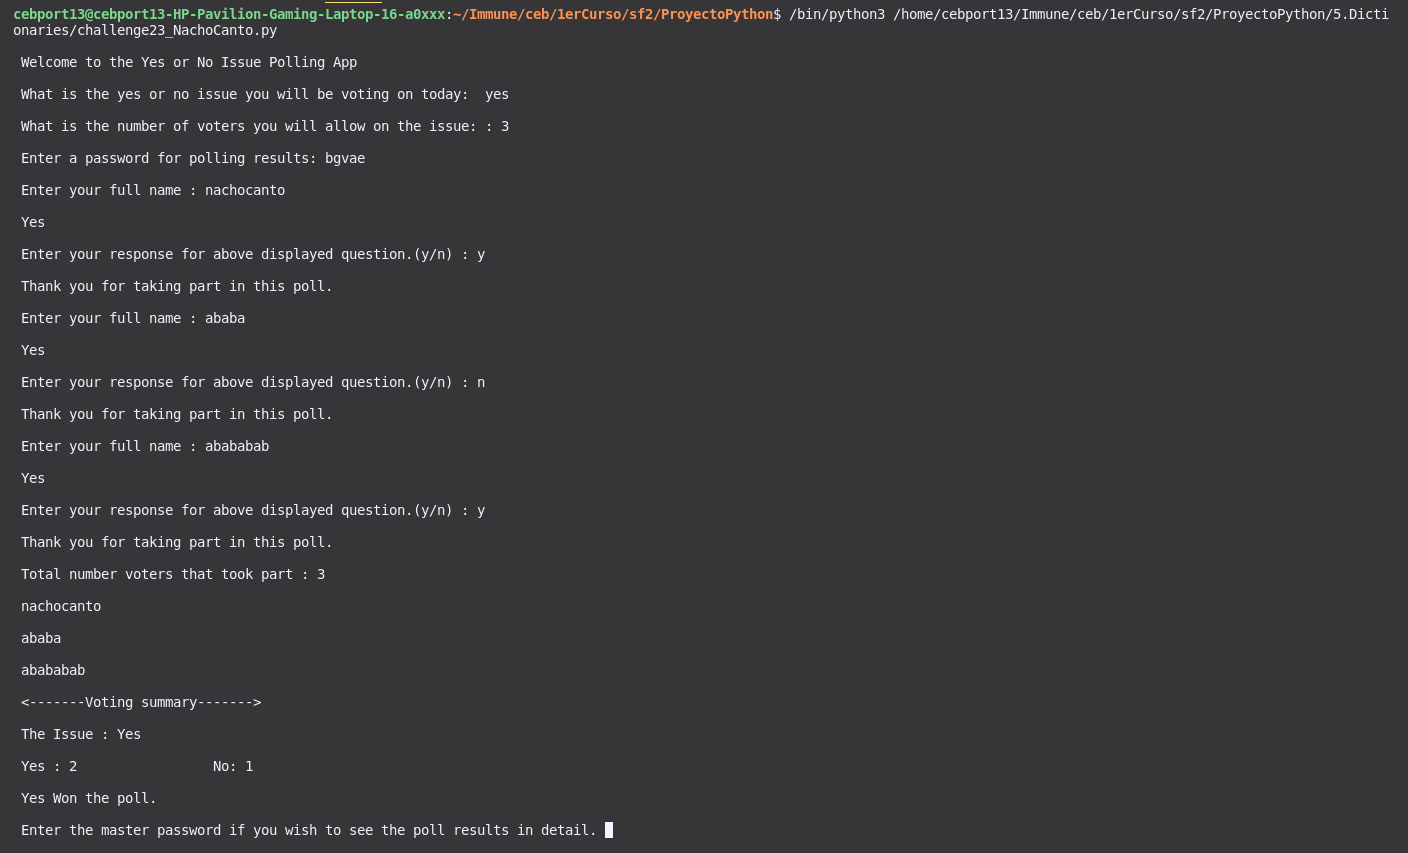 cebport13@cebport13-HP-Pavilion-Gaming-Laptop-16-a0xxx:~/Immune/ceb/1erCurso/sf2/ProyectoPython$ /bin/python3 /home/cebport13/Immune/ceb/1erCurso/sf2/ProyectoPython/5.Dicti
onaries/challenge23_NachoCanto.py
Welcome to the Yes or No Issue Polling App
What is the yes or no issue you will be voting on today:  yes
What is the number of voters you will allow on the issue: : 3
Enter a password for polling results: bgvae
Enter your full name : nachocanto
Yes
Enter your response for above displayed question.(y/n) : y
Thank you for taking part in this poll.
Enter your full name : ababa
Yes
Enter your response for above displayed question.(y/n) : n
Thank you for taking part in this poll.
Enter your full name : abababab
Yes
Enter your response for above displayed question.(y/n) : y
Thank you for taking part in this poll.
Total number voters that took part : 3
nachocanto
ababa
abababab
<-------Voting summary------->
The Issue : Yes
Yes : 2                 No: 1
Yes Won the poll.
Enter the master password if you wish to see the poll results in detail.